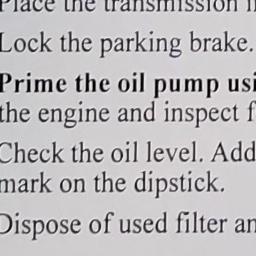 Place the transmission
Lock the parking brake.
Prime the oil pump usi
the engine and inspect f
Check the oil level. Add
mark on the dipstick.
Dispose of used filter an